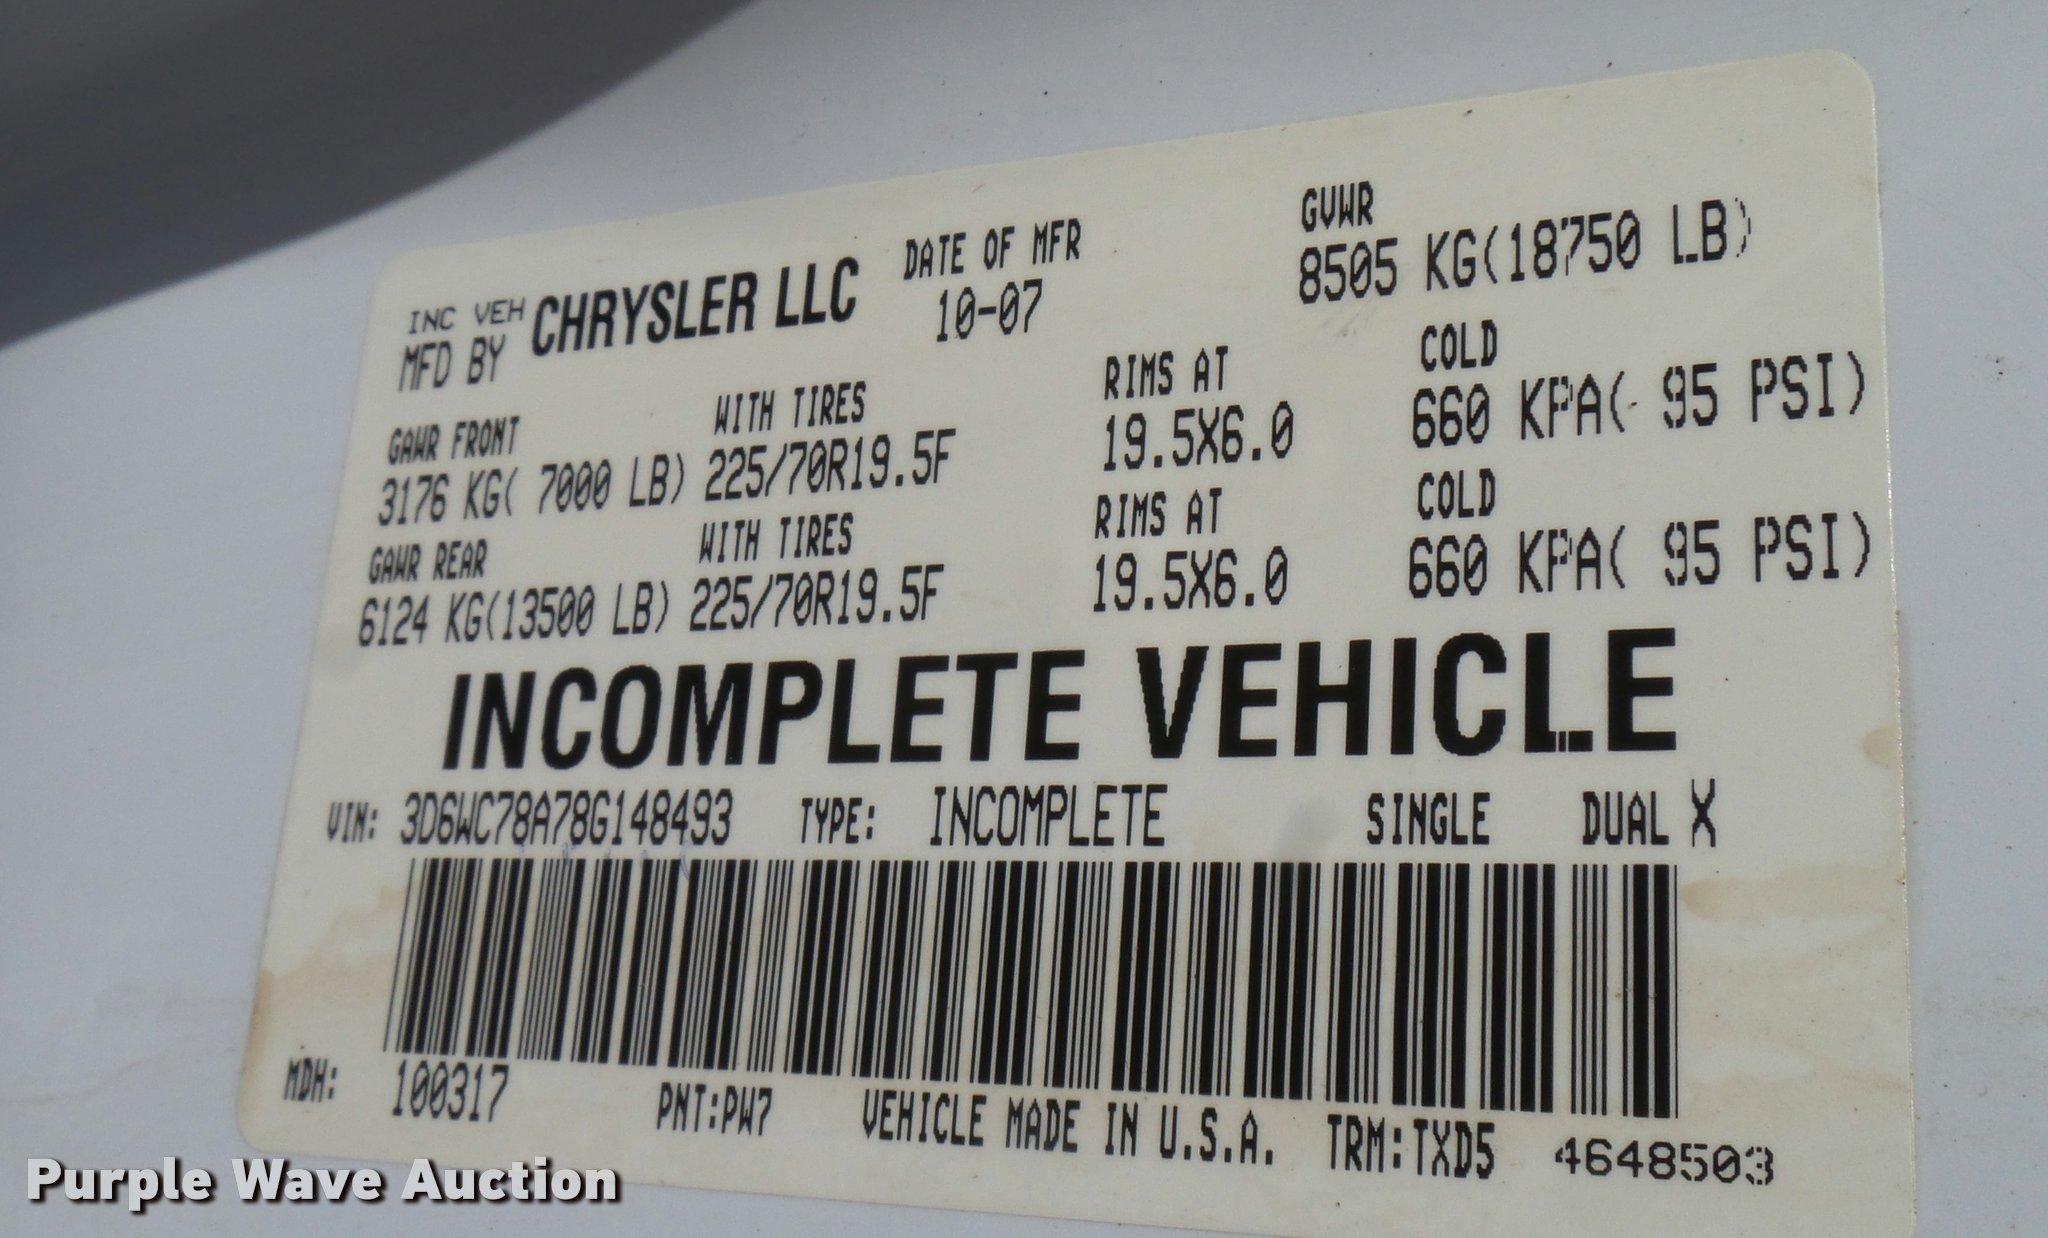 INC VEH
MFD BY CHRYSLER LLC
DATE OF MFR
10-07
GVWR
8505 KG(18750 LB)
GAWR FRONT WITH TIRES RIMS AT COLD
3176 KG( 7000 LB) 225/70R19.5F 19.5X6.0 660 KPA( 95 PSI)
GAWR REAR WITH TIRES RIMS AT COLD
6124 KG(13500 LB) 225/70R19.5F 19.5X6.0 660 KPA( 95 PSI)
INCOMPLETE VEHICLE
VIN: 3D6WC78A78G148493 TYPE: INCOMPLETE SINGLE DUAL X
MDH: 100317 PNT:PW7 VEHICLE MADE IN U.S.A. TRM:TXD5 4648503
Purple Wave Auction